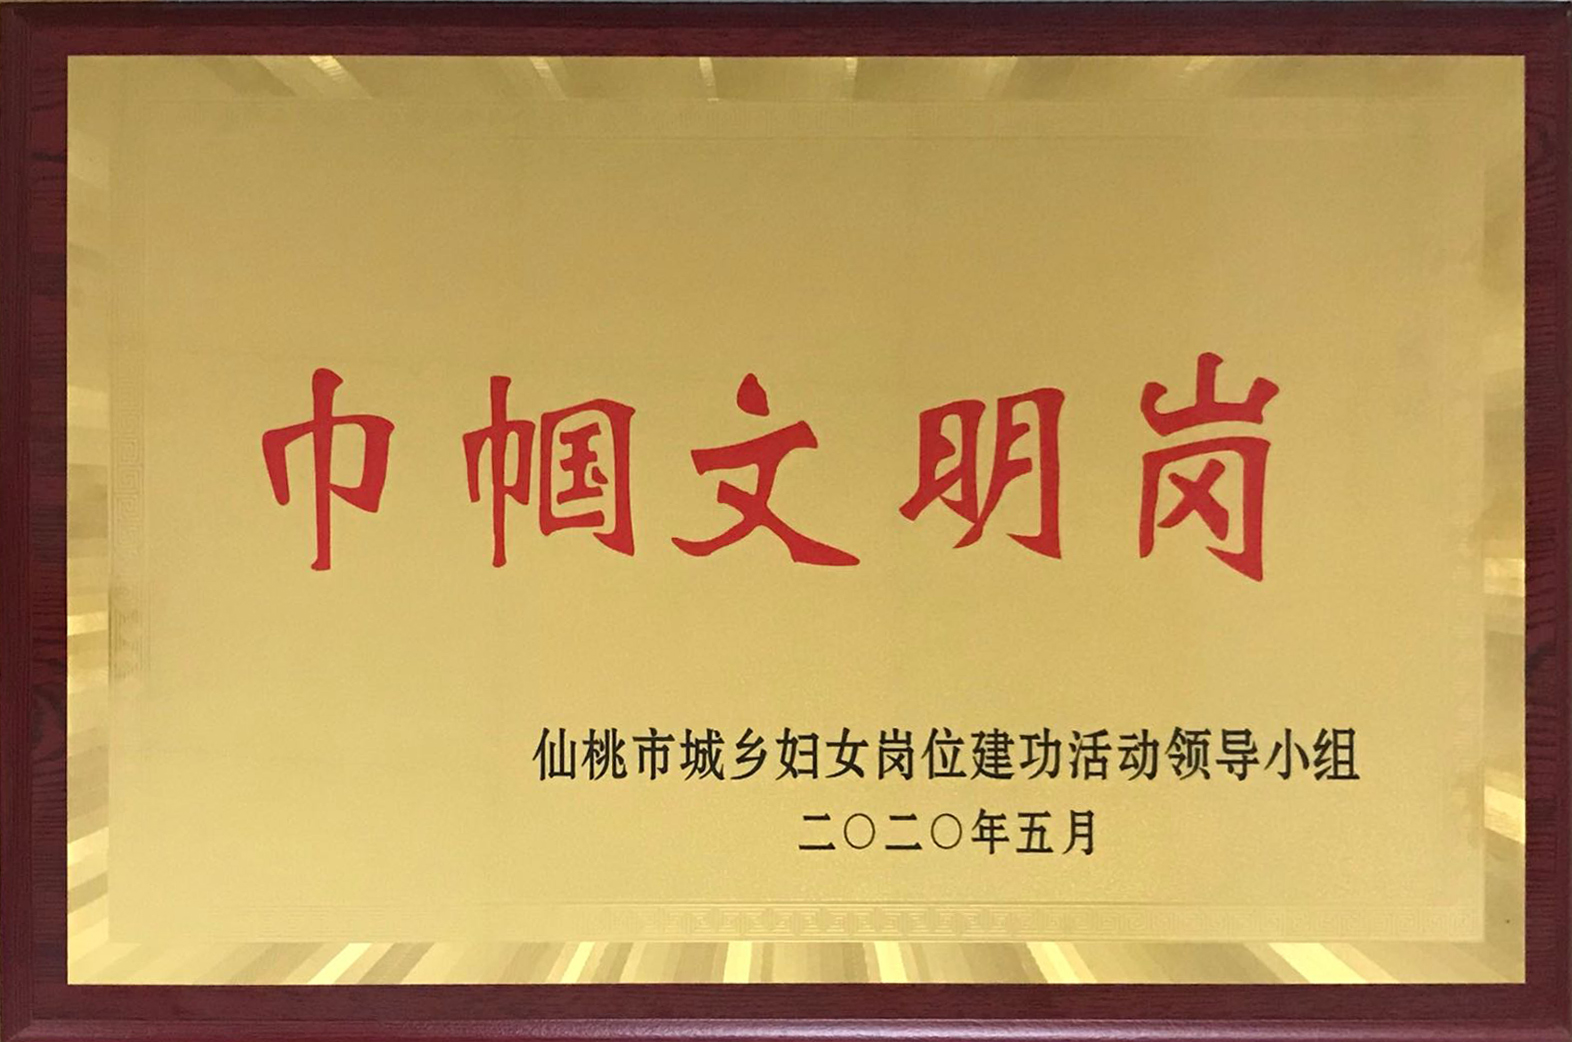 巾帼文明岗
仙桃市城乡妇女岗位建功活动领导小组
二〇二〇年五月